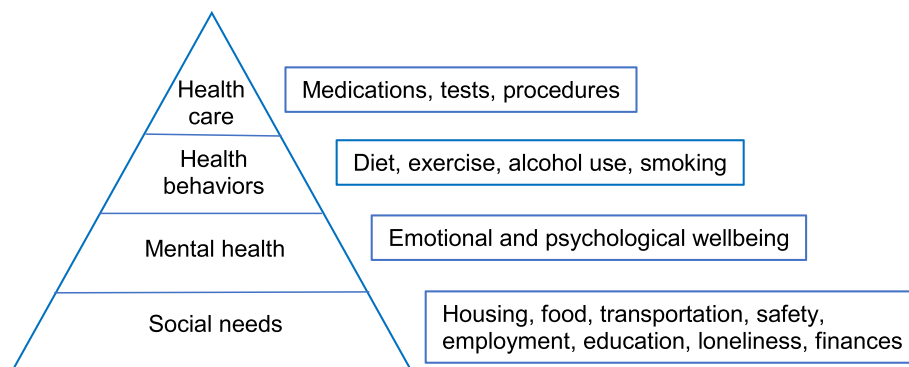 Health
care
Medications, tests, procedures
Health
behaviors
Diet, exercise, alcohol use, smoking
Mental health
Emotional and psychological wellbeing
Social needs
Housing, food, transportation, safety,
employment, education, loneliness, finances